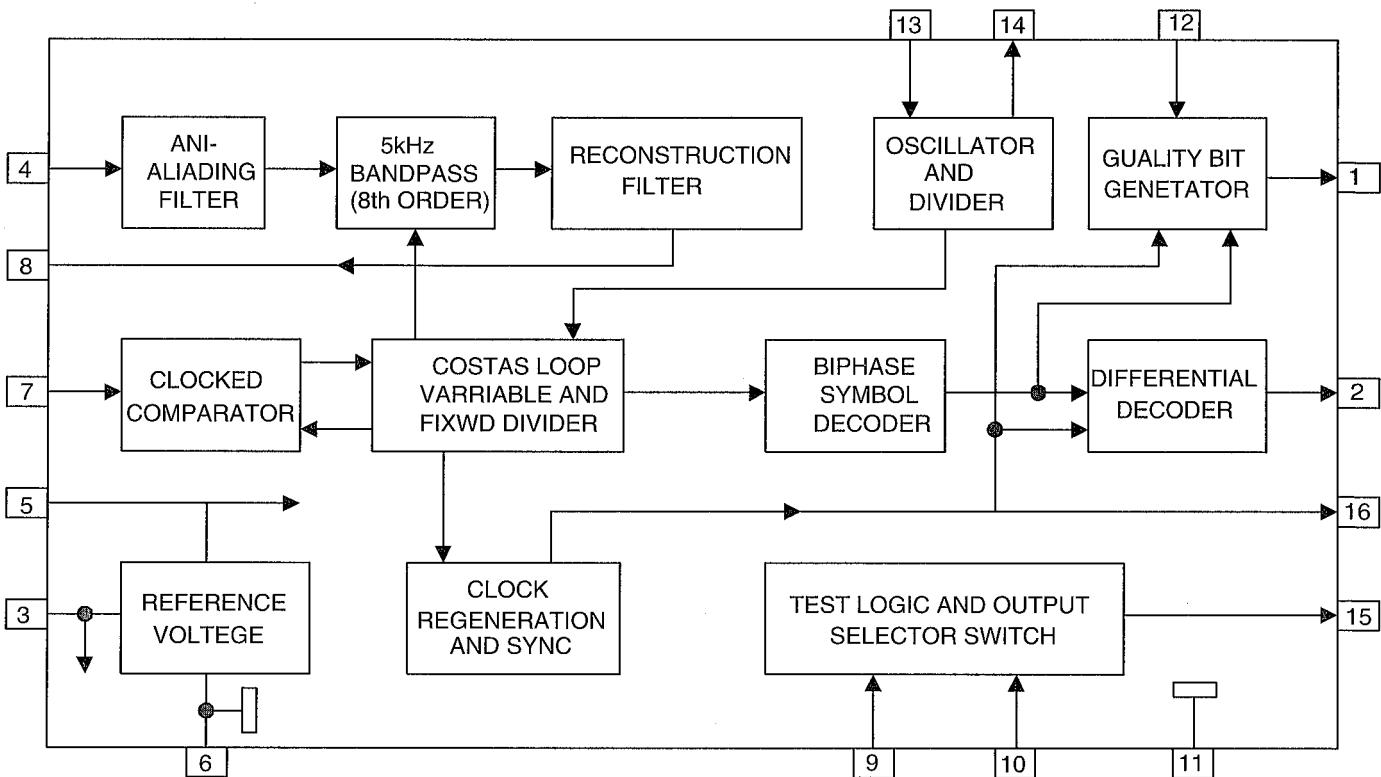 13
14
12
ANI-
ALIADING
FILTER
5kHz
BANDPASS
(8th ORDER)
RECONSTRUCTION
FILTER
OSCILLATOR
AND
DIVIDER
GUALITY BIT
GENETATOR
4
1
8
CLOCKED
COMPARATOR
COSTAS LOOP
VARRIABLE AND
FIXWD DIVIDER
BIPHASE
SYMBOL
DECODER
DIFFERENTIAL
DECODER
7
2
5
16
REFERENCE
VOLTEGE
CLOCK
REGENERATION
AND SYNC
TEST LOGIC AND OUTPUT
SELECTOR SWITCH
3
15
6
9
10
11